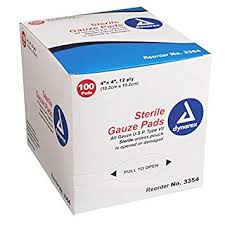 Reorder No. 3354
100
Pads
4"x 4", 12 ply
(10.2cm x 10.2cm)
Sterile
Gauze Pads
All Gauze U.S.P. Type VII
Sterile unless pouch
is opened or damaged
dynarex
PULL TO OPEN
Reorder No. 3354